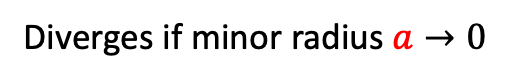 Diverges if minor radius a → 0